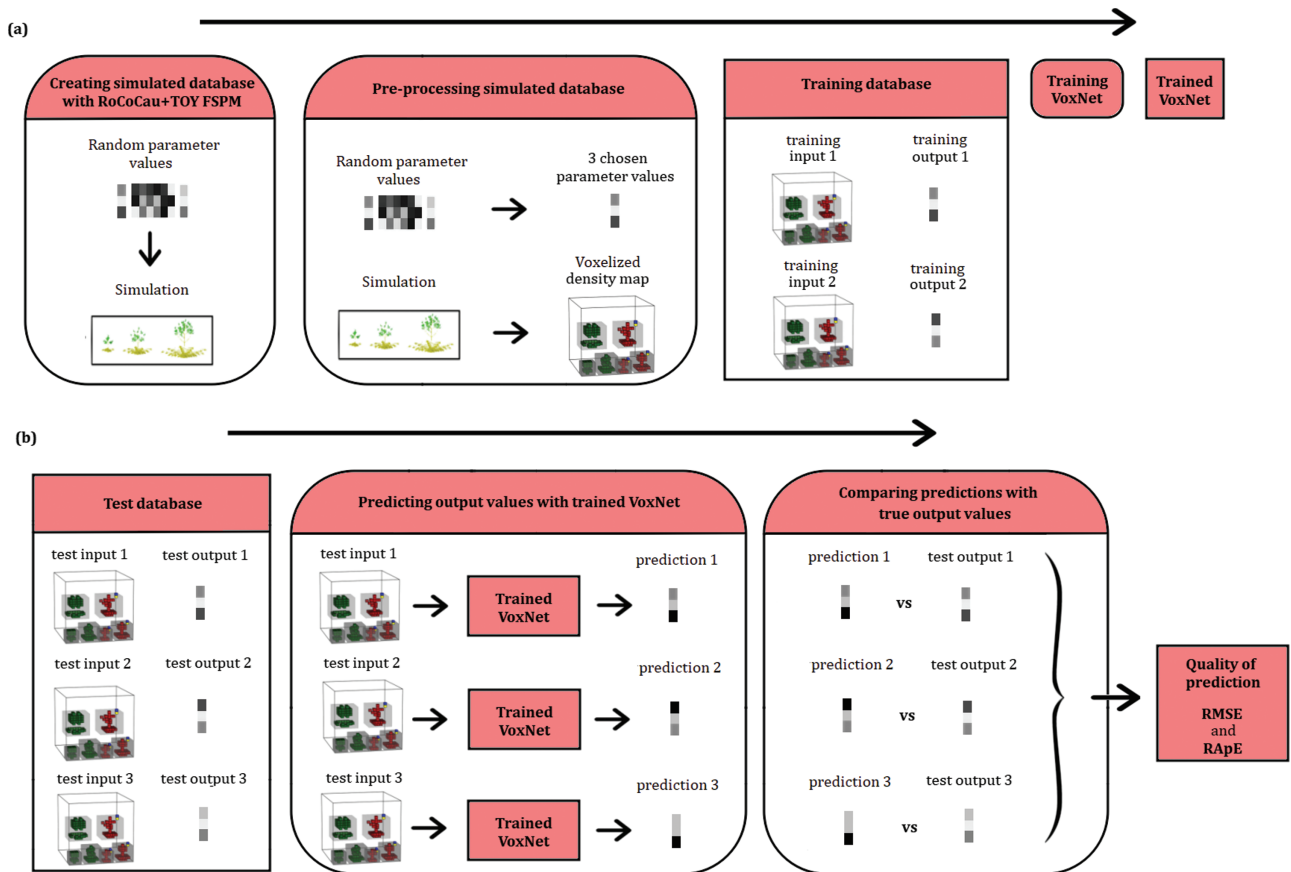 (a)
Creating simulated database
with RoCoCau+TOY FSPM
Random parameter
values
Simulation
Pre-processing simulated database
Random parameter
values
3 chosen
parameter values
Simulation
Voxelized
density map
Training database
training
input 1
training
output 1
training
input 2
training
output 2
Training
VoxNet
Trained
VoxNet
(b)
Test database
test input 1
test output 1
test input 2
test output 2
test input 3
test output 3
Predicting output values with trained VoxNet
test input 1
Trained
VoxNet
prediction 1
test input 2
Trained
VoxNet
prediction 2
test input 3
Trained
VoxNet
prediction 3
Comparing predictions with
true output values
prediction 1
vs
test output 1
prediction 2
vs
test output 2
prediction 3
vs
test output 3
Quality of
prediction
RMSE
and
RApE